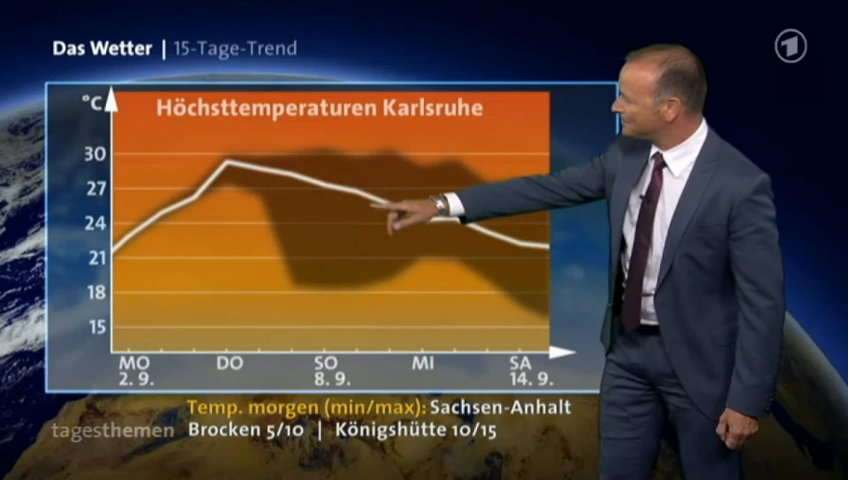 Das Wetter | 15-Tage-Trend
1
°C
Höchsttemperaturen Karlsruhe
30
27
24
21
18
15
MO DO SO MI SA
2. 9. 8. 9. 14. 9.
Temp. morgen (min/max): Sachsen-Anhalt
tagesthemen Brocken 5/10 | Königshütte 10/15